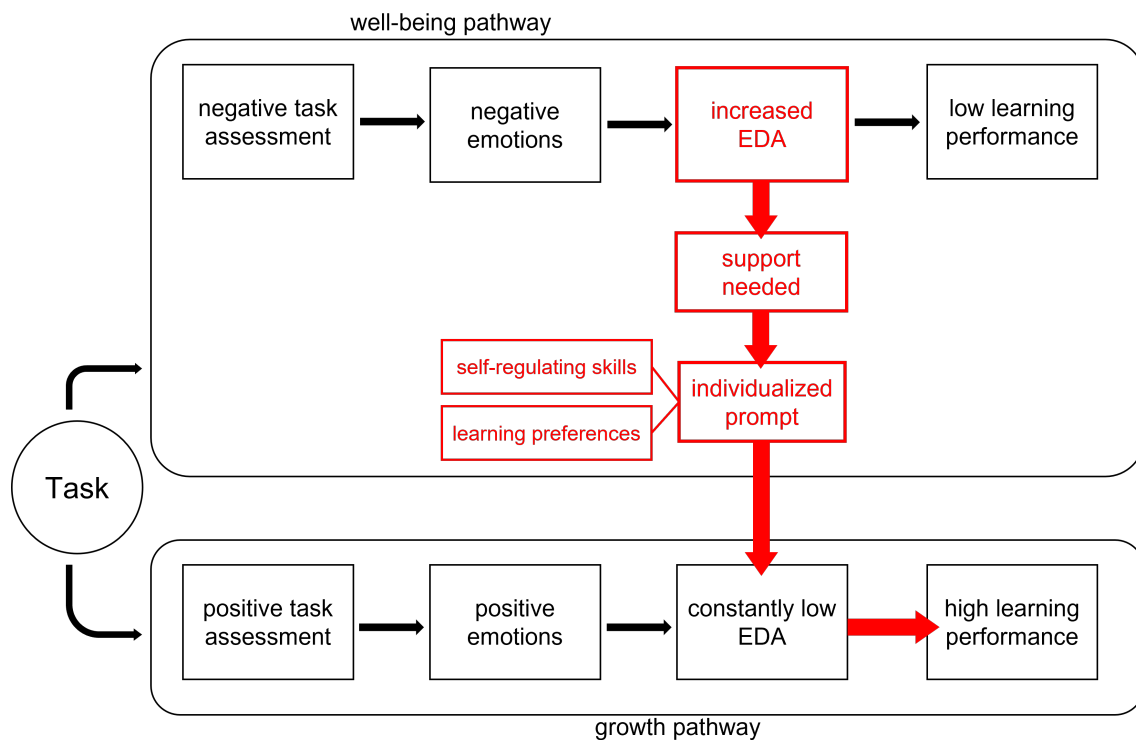 well-being pathway
negative task
assessment
negative
emotions
increased
EDA
low learning
performance
support
needed
self-regulating skills
learning preferences
individualized
prompt
Task
positive task
assessment
positive
emotions
constantly low
EDA
high learning
performance
growth pathway